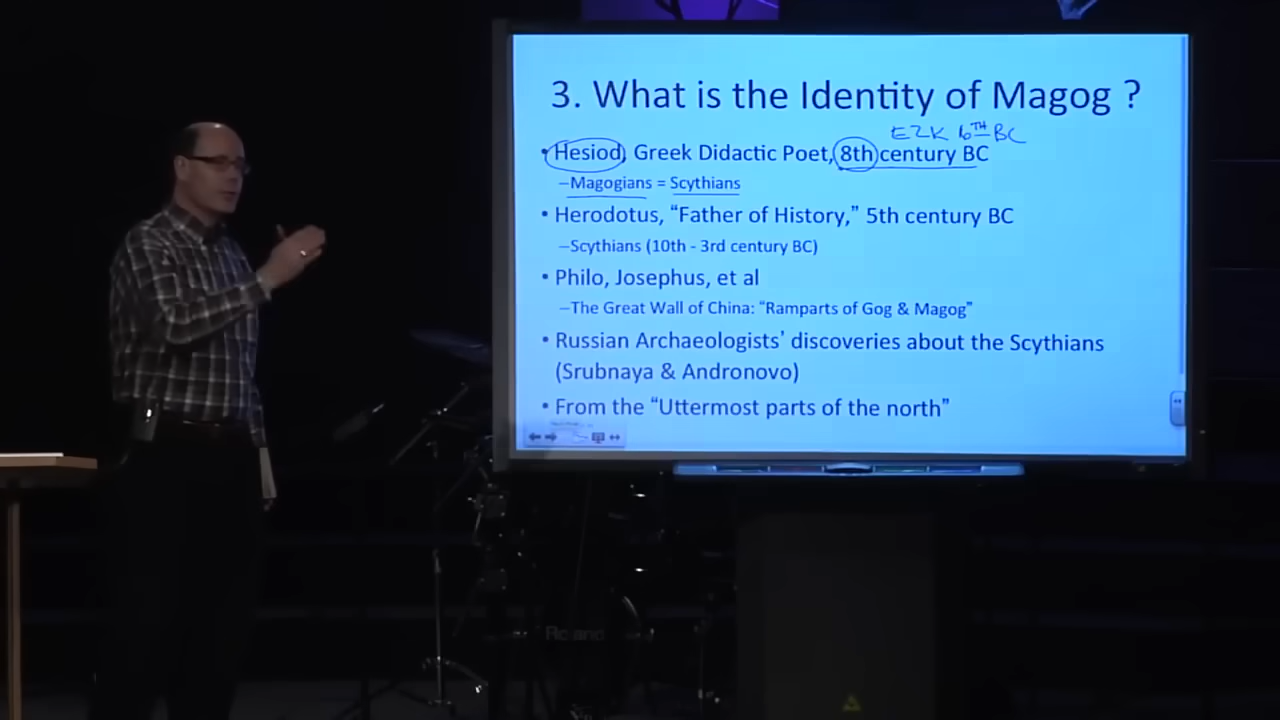 3. What is the Identity of Magog ?
EZK 6TH BC
• Hesiod, Greek Didactic Poet, 8th century BC
–Magogians = Scythians
• Herodotus, “Father of History,” 5th century BC
–Scythians (10th - 3rd century BC)
• Philo, Josephus, et al
–The Great Wall of China: “Ramparts of Gog & Magog”
• Russian Archaeologists’ discoveries about the Scythians
(Srubnaya & Andronovo)
• From the “Uttermost parts of the north”
Roland